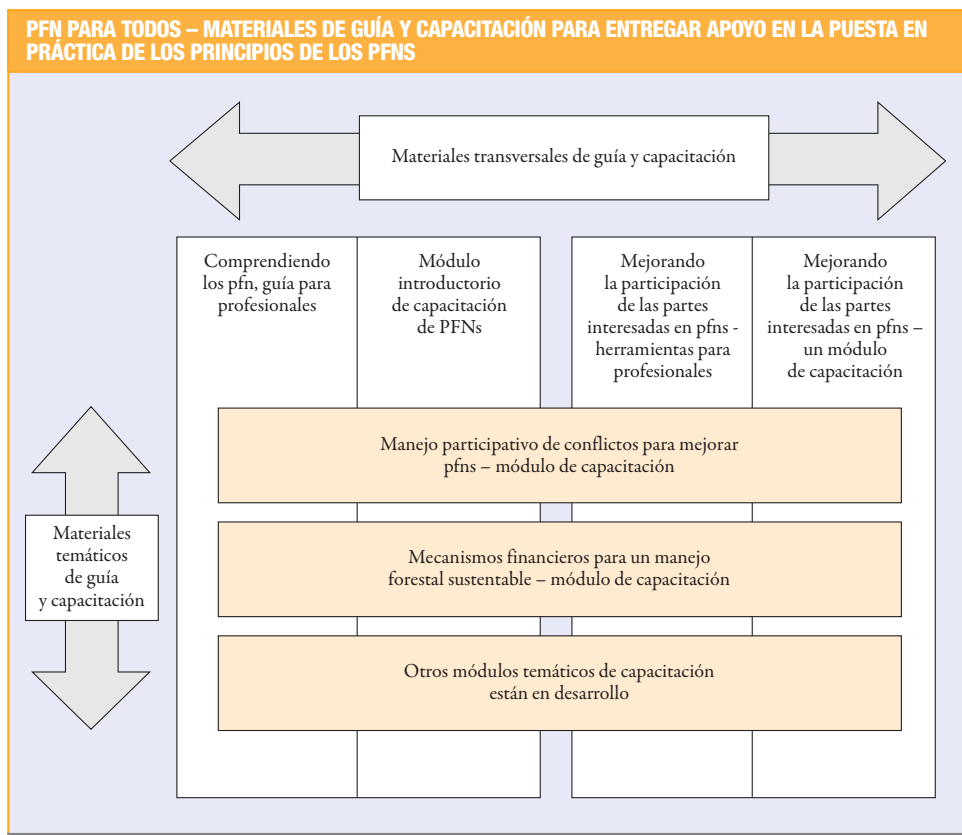 PFN PARA TODOS – MATERIALES DE GUÍA Y CAPACITACIÓN PARA ENTREGAR APOYO EN LA PUESTA EN
PRÁCTICA DE LOS PRINCIPIOS DE LOS PFNS
Materiales transversales de guía y capacitación
Comprendiendo
los pfn, guía para
profesionales
Módulo
introductorio
de capacitación
de PFNs
Mejorando
la participación
de las partes
interesadas en pfns -
herramientas para
profesionales
Mejorando
la participación
de las partes
interesadas en pfns –
un módulo
de capacitación
Materiales
temáticos
de guía
y capacitación
Manejo participativo de conflictos para mejorar
pfns – módulo de capacitación
Mecanismos financieros para un manejo
forestal sustentable – módulo de capacitación
Otros módulos temáticos de capacitación
están en desarrollo